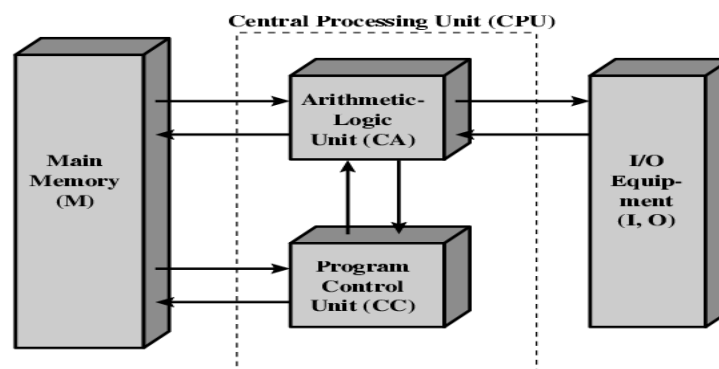 Central Processing Unit (CPU)
Main
Memory
(M)
Arithmetic-
Logic
Unit (CA)
Program
Control
Unit (CC)
I/O
Equip-
ment
(I, O)